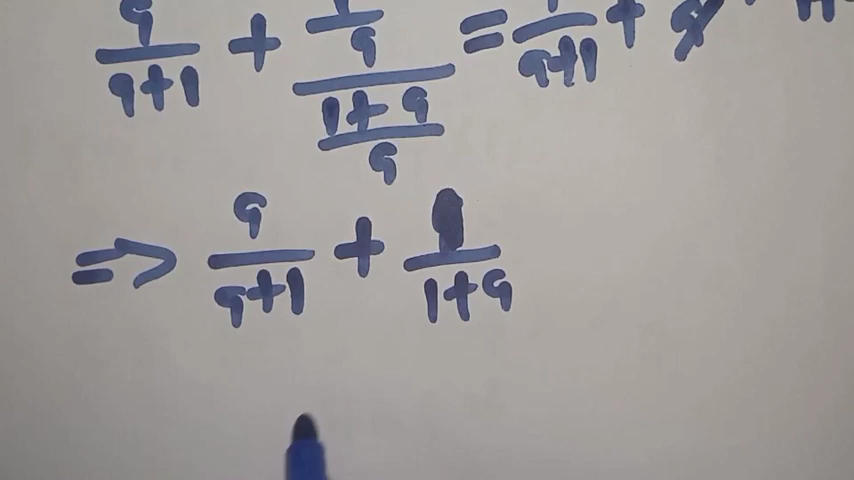 9/(9+1) + (1/9)/((1+9)/9) = 1/(9+1) +
=> 9/(9+1) + 1/(1+9)